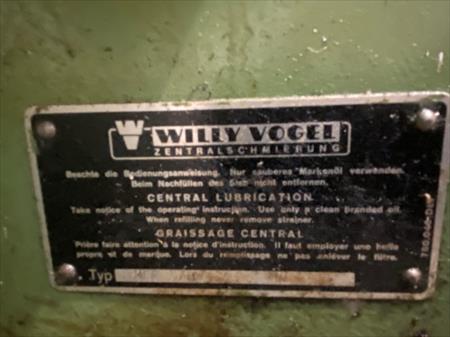 WILLY VOGEL
ZENTRALSCHMIERUNG
Beachte die Bedienungsanweisung. Nur sauberes Markenöl verwenden.
Beim Nachfüllen des Sieb nicht entfernen.
CENTRAL LUBRICATION
Take notice of the operating instruction. Use only a clean branded oil.
When refilling never remove strainer.
GRAISSAGE CENTRAL
Prière faire attention à la notice d'instruction. Il faut employer une huile
propre et de marque. Lors du remplissage ne pas enlever le filtre.
Typ